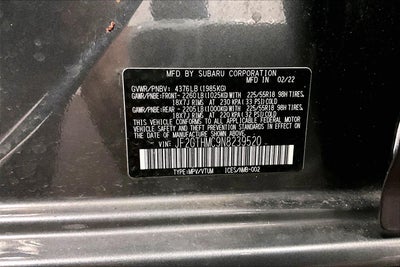 MFD BY SUBARU CORPORATION 02/22
GVWR/PNBV: 4376LB (1985KG)
GAWR/PNBE:FRONT- 2260LB (1025KG)WITH 225/55R18 98H TIRES.
18X7J RIMS AT 230 KPA (33 PSI) COLD
GAWR/PNBE:REAR - 2205LB (1000KG)WITH 225/55R18 98H TIRES.
18X7J RIMS AT 220 KPA (32 PSI) COLD
THIS VEHICLE CONFORMS TO ALL APPLICABLE
FEDERAL MOTOR VEHICLE SAFETY AND
THEFT PREVENTION STANDARDS IN EFFECT ON THE
DATE OF MANUFACTURE SHOWN ABOVE.
VIN: JF2GTHMC9N8239520
TYPE:MPV/VTUM ICES/NMB-002